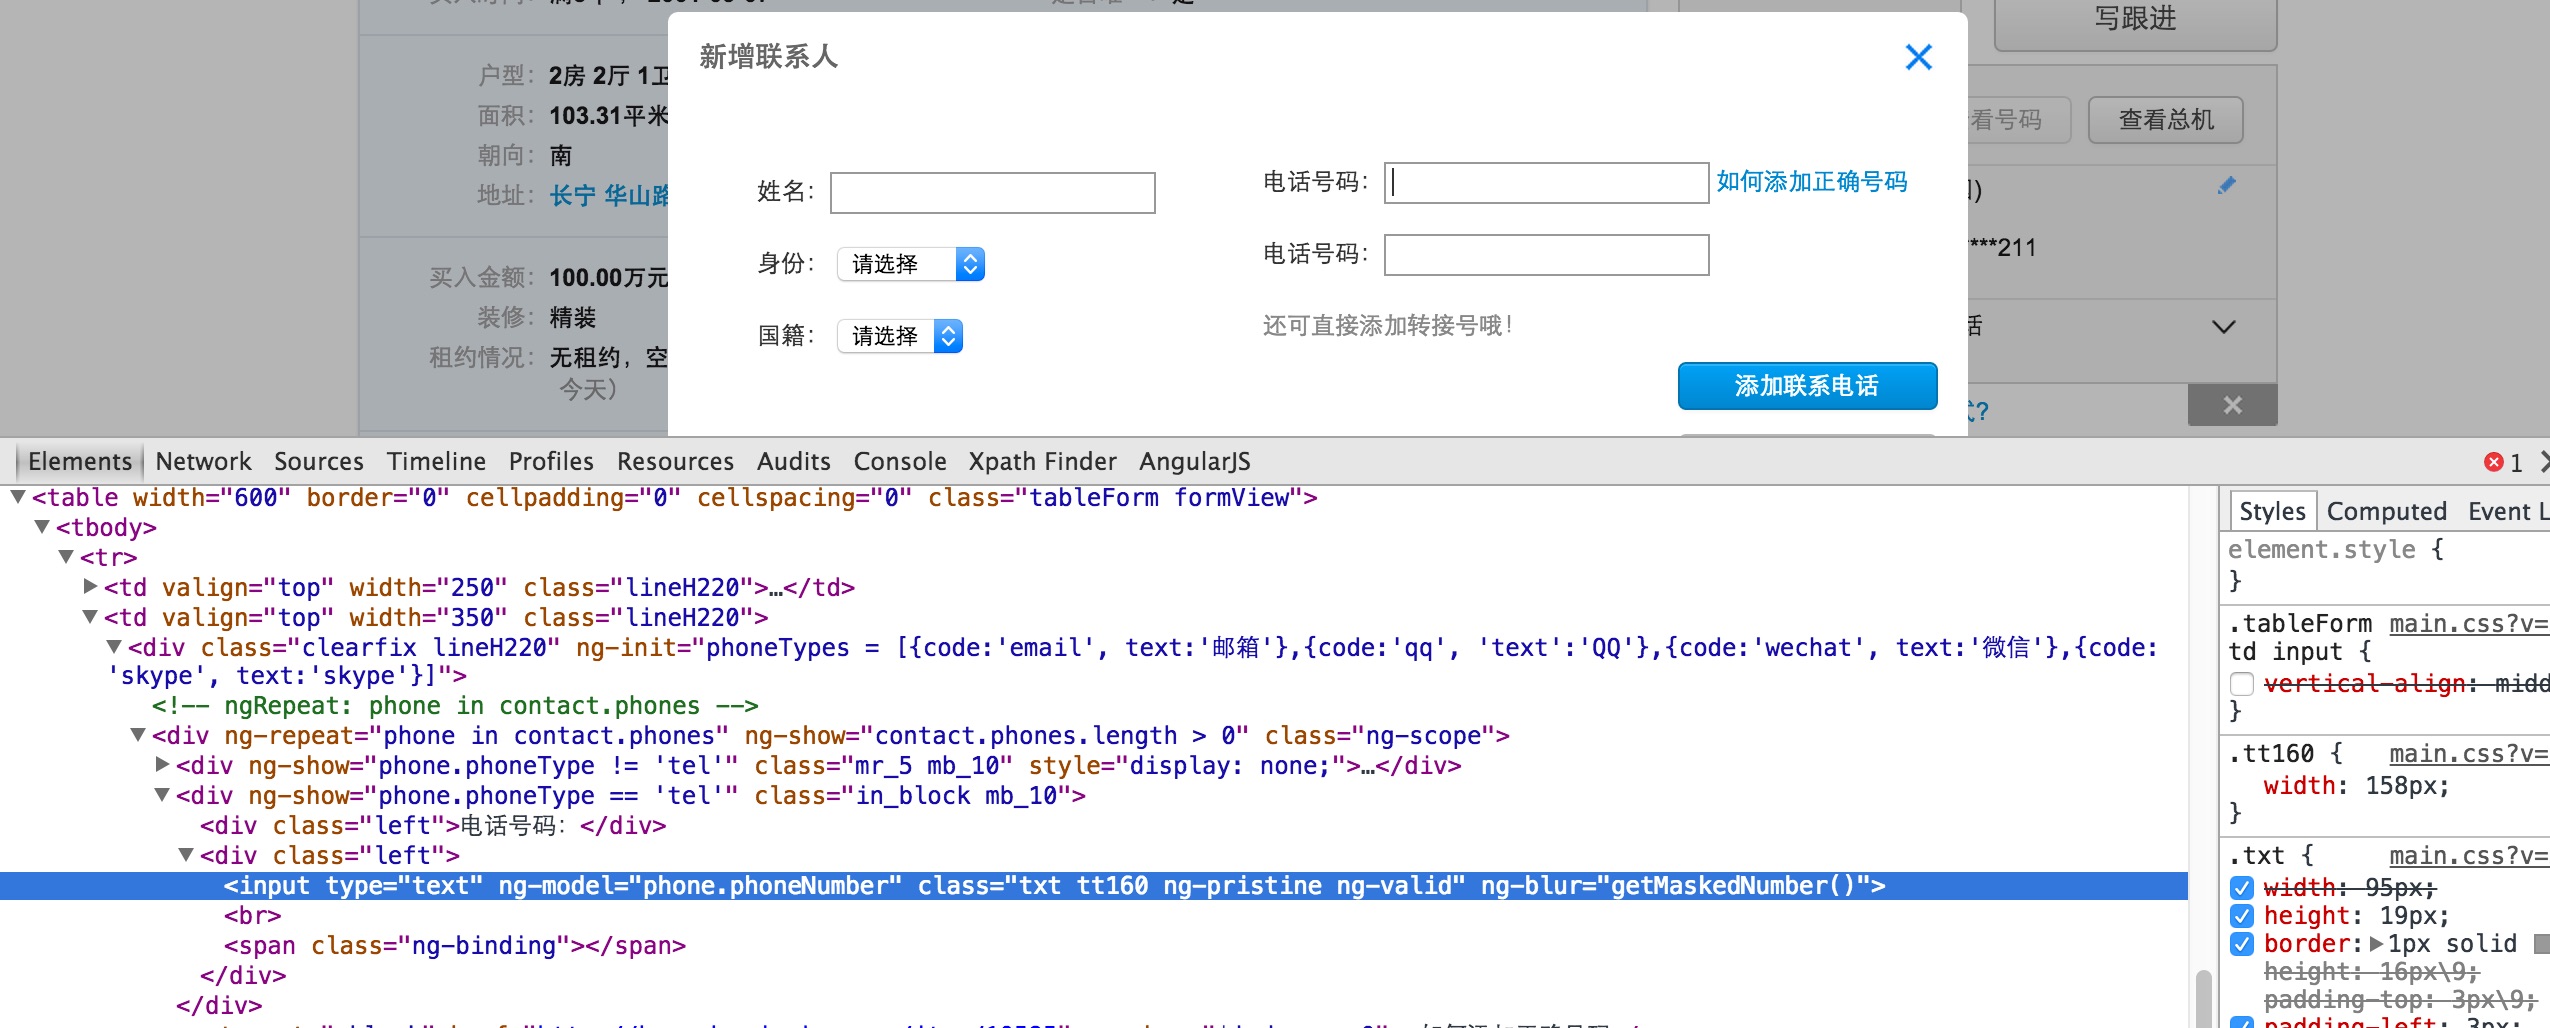 写跟进
新增联系人
户型：
2房 2厅 1卫
面积：
103.31平米
朝向：
南
地址：
长宁 华山路
买入金额：
100.00万元
装修：
精装
租约情况：
无租约，空
今天）
姓名：
电话号码：
如何添加正确号码
身份：
请选择
电话号码：
国籍：
请选择
还可直接添加转接号哦！
添加联系电话
看号码
查看总机
****211
话
式?
Elements Network Sources Timeline Profiles Resources Audits Console Xpath Finder AngularJS
1
<table width="600" border="0" cellpadding="0" cellspacing="0" class="tableForm formView">
<tbody>
<tr>
<td valign="top" width="250" class="lineH220">…</td>
<td valign="top" width="350" class="lineH220">
<div class="clearfix lineH220" ng-init="phoneTypes = [{code:'email', text:'邮箱'},{code:'qq', 'text':'QQ'},{code:'wechat', text:'微信'},{code:
'skype', text:'skype'}]">
<!-- ngRepeat: phone in contact.phones -->
<div ng-repeat="phone in contact.phones" ng-show="contact.phones.length > 0" class="ng-scope">
<div ng-show="phone.phoneType != 'tel'" class="mr_5 mb_10" style="display: none;">…</div>
<div ng-show="phone.phoneType == 'tel'" class="in_block mb_10">
<div class="left">电话号码：</div>
<div class="left">
<input type="text" ng-model="phone.phoneNumber" class="txt tt160 ng-pristine ng-valid" ng-blur="getMaskedNumber()">
<br>
<span class="ng-binding"></span>
</div>
</div>
Styles Computed Event L
element.style {
}
.tableForm main.css?v=
td input {
vertical-align: midd
}
.tt160 { main.css?v=
width: 158px;
}
.txt { main.css?v=
width: 95px;
height: 19px;
border: 1px solid
height: 16px\9;
padding-top: 3px\9;
padding-left: 3px;